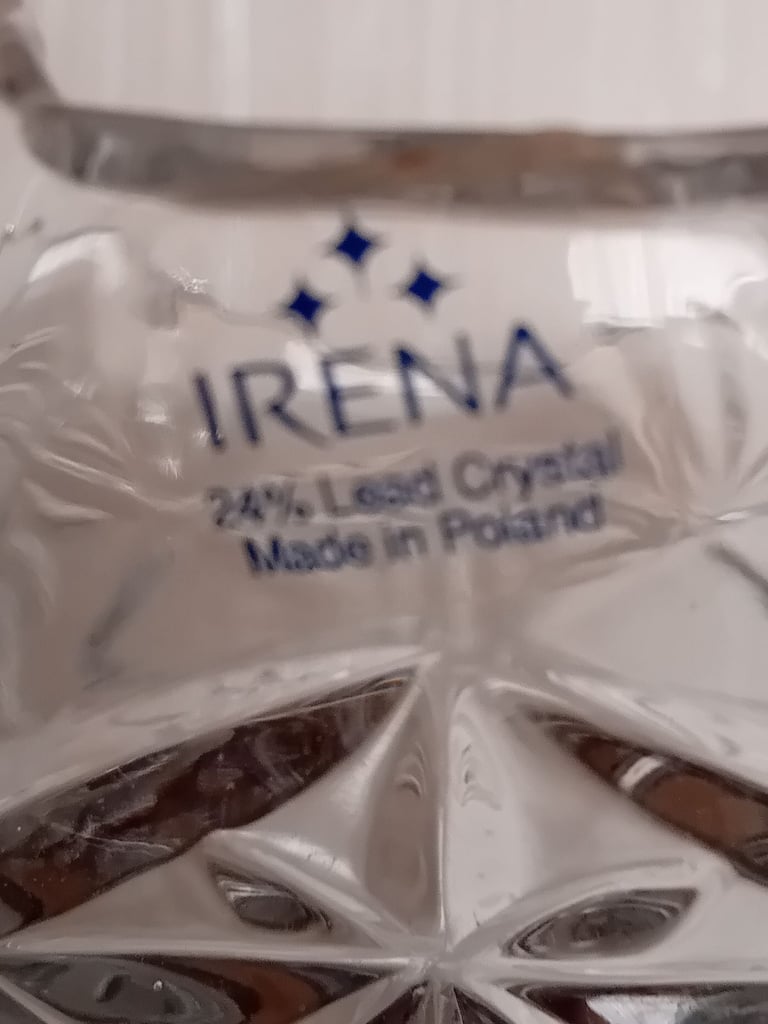 IRENA
24% Lead Crystal
Made in Poland